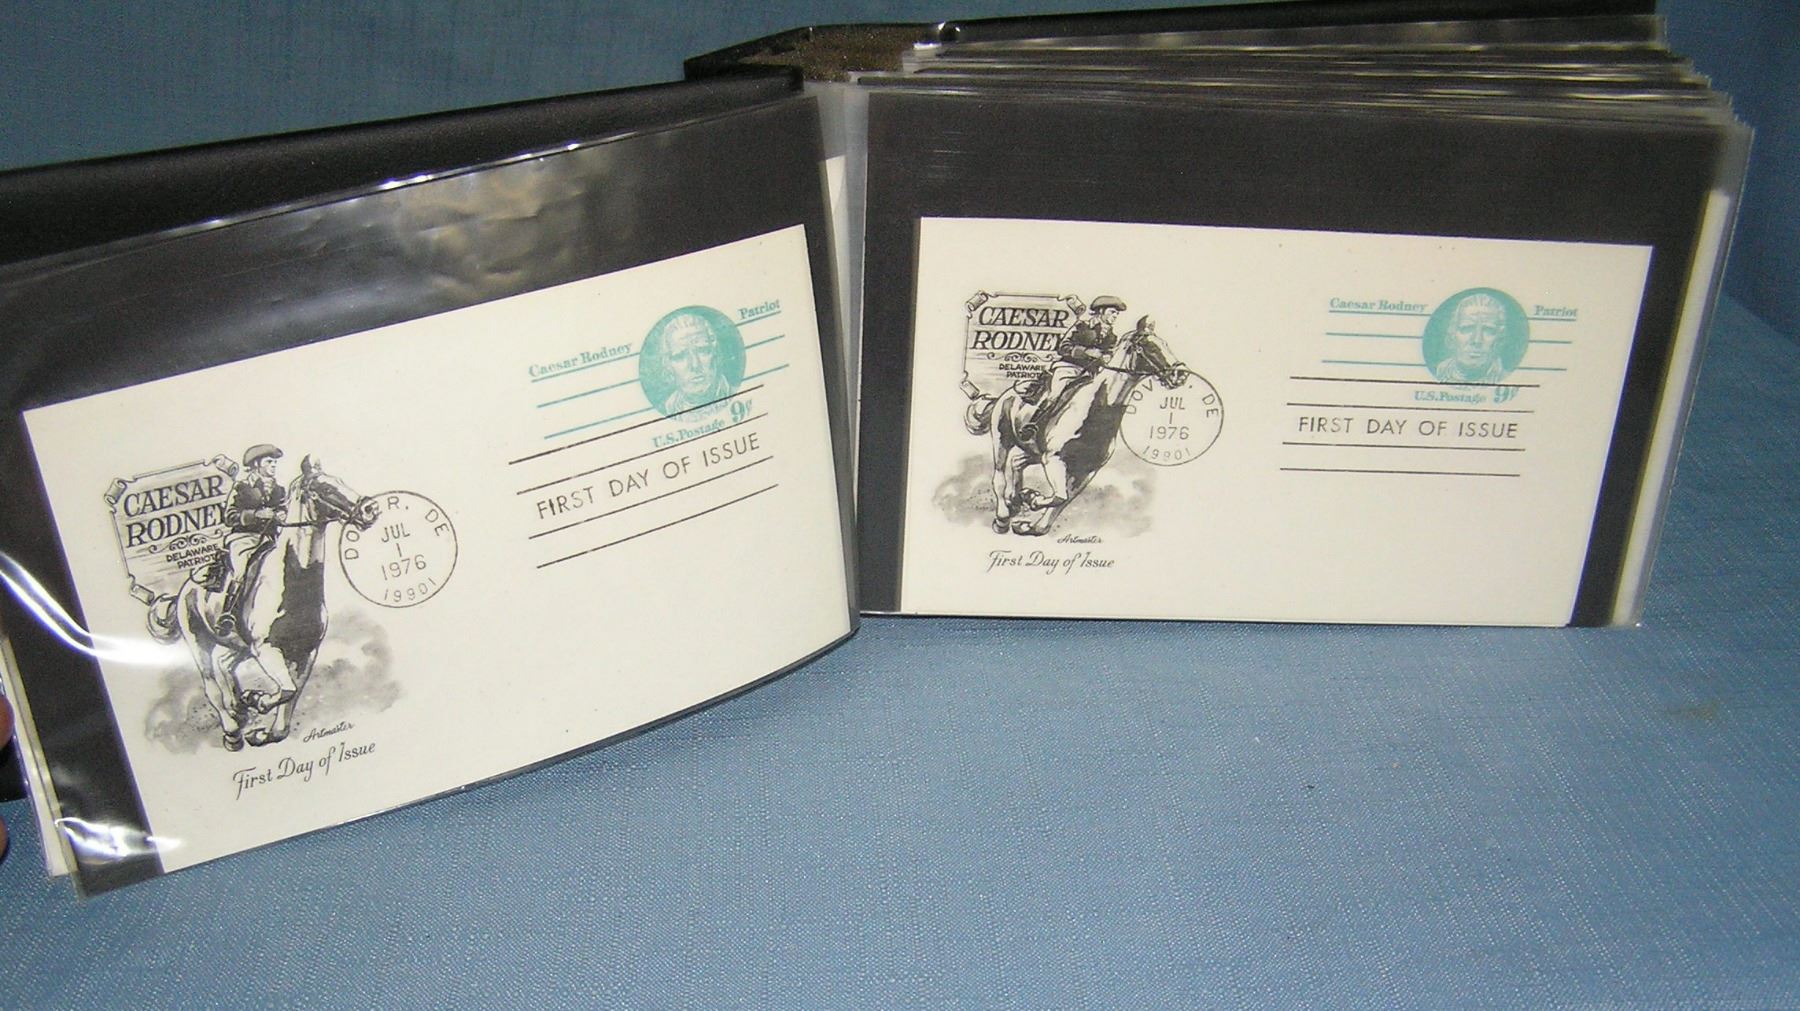 CAESAR
RODNEY
DELAWARE
PATRIOT
DO R. DE
JUL
1
1976
19901
Artmaster
First Day of Issue
Caesar Rodney Patriot
U.S. Postage 9¢
FIRST DAY OF ISSUE
CAESAR
RODNEY
DELAWARE
PATRIOT
DOV R. DE
JUL
1
1976
19901
Artmaster
First Day of Issue
Caesar Rodney Patriot
U.S. Postage 9¢
FIRST DAY OF ISSUE